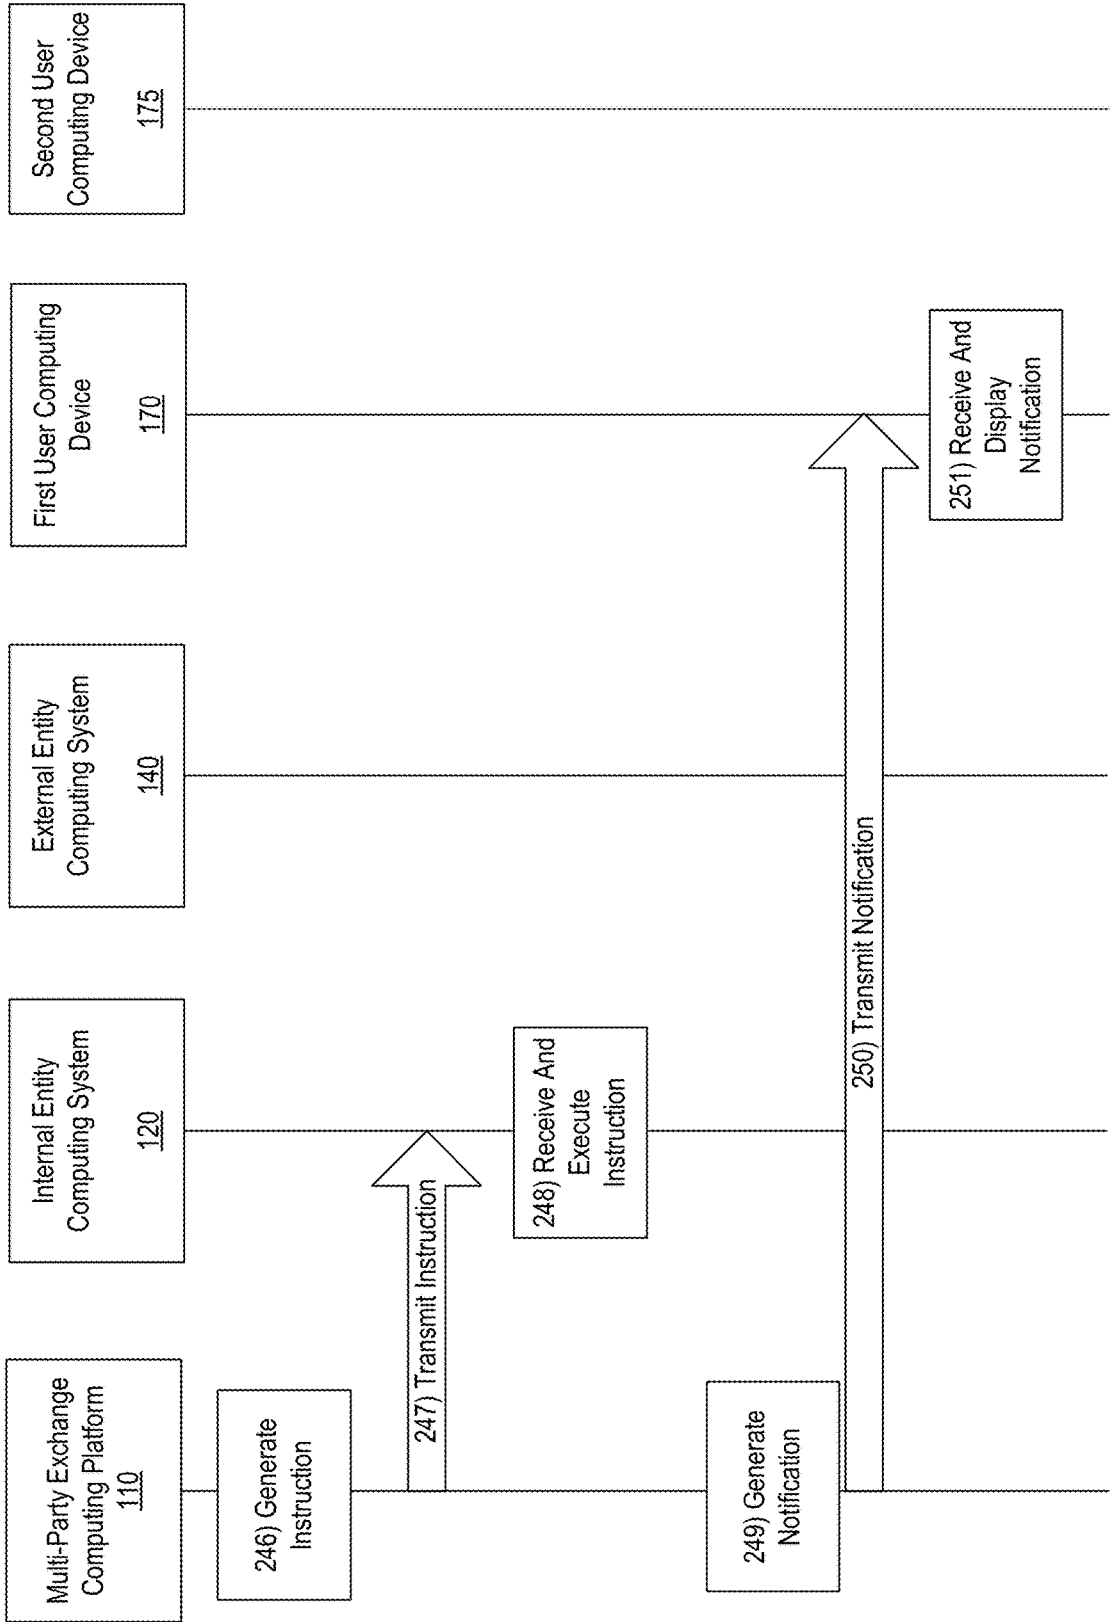 Multi-Party Exchange
Computing Platform
110
Internal Entity
Computing System
120
External Entity
Computing System
140
First User Computing
Device
170
Second User
Computing Device
175
246) Generate
Instruction
247) Transmit Instruction
248) Receive And
Execute
Instruction
249) Generate
Notification
250) Transmit Notification
251) Receive And
Display
Notification